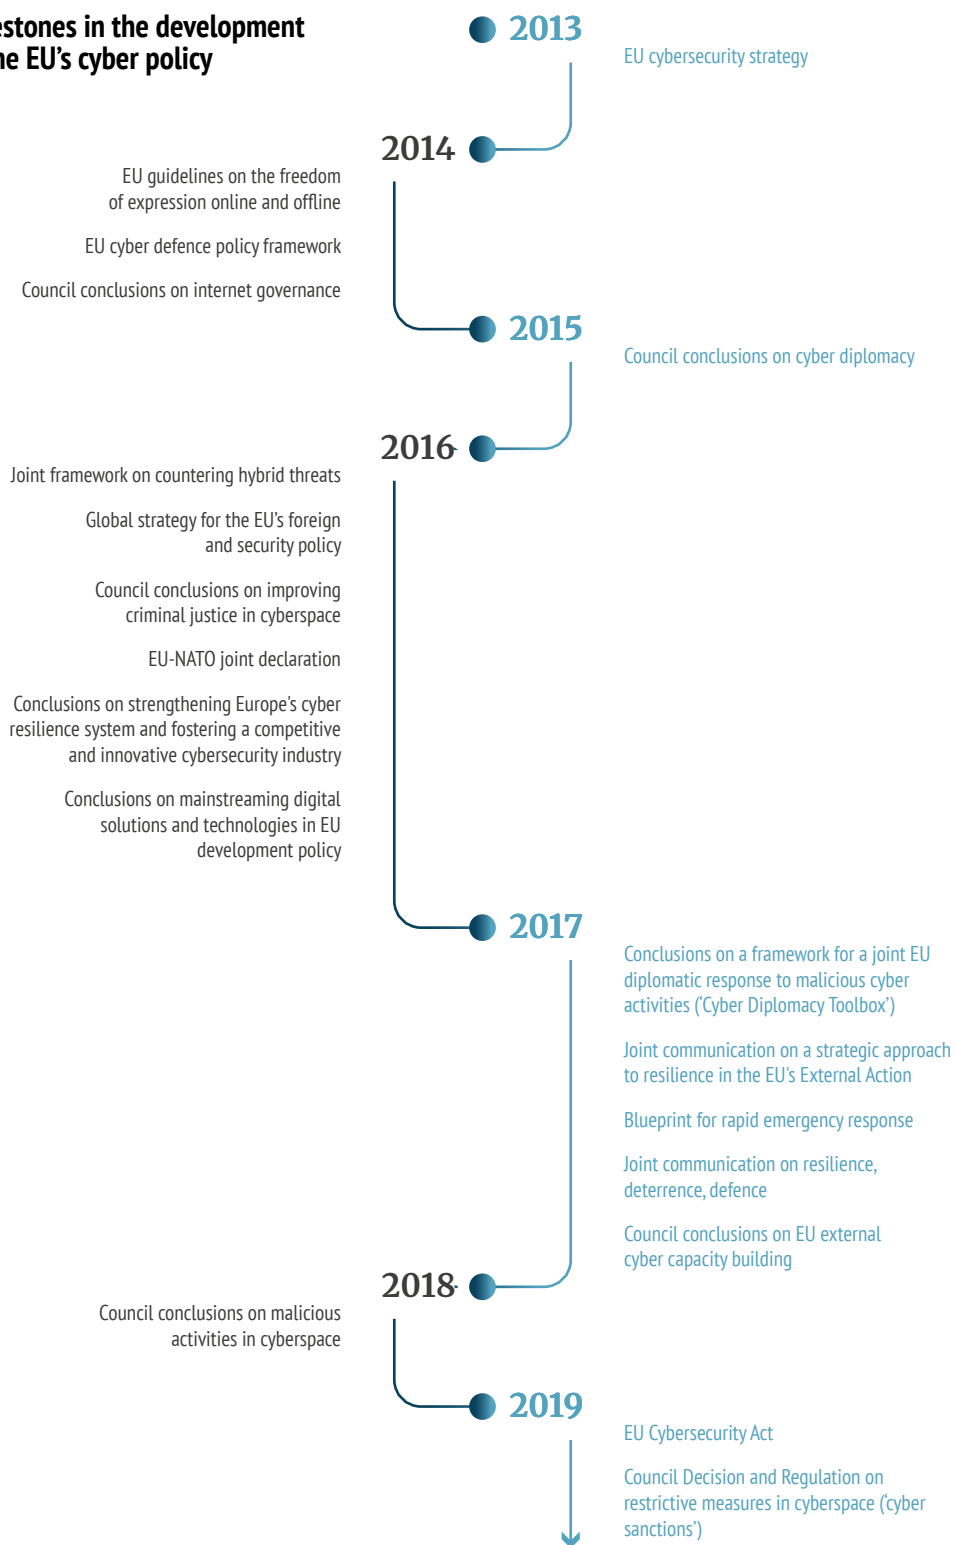 estones in the development
he EU's cyber policy
2013
EU cybersecurity strategy
2014
EU guidelines on the freedom
of expression online and offline
EU cyber defence policy framework
Council conclusions on internet governance
2015
Council conclusions on cyber diplomacy
2016
Joint framework on countering hybrid threats
Global strategy for the EU's foreign
and security policy
Council conclusions on improving
criminal justice in cyberspace
EU-NATO joint declaration
Conclusions on strengthening Europe's cyber
resilience system and fostering a competitive
and innovative cybersecurity industry
Conclusions on mainstreaming digital
solutions and technologies in EU
development policy
2017
Conclusions on a framework for a joint EU
diplomatic response to malicious cyber
activities (‘Cyber Diplomacy Toolbox’)
Joint communication on a strategic approach
to resilience in the EU's External Action
Blueprint for rapid emergency response
Joint communication on resilience,
deterrence, defence
Council conclusions on EU external
cyber capacity building
2018
Council conclusions on malicious
activities in cyberspace
2019
EU Cybersecurity Act
Council Decision and Regulation on
restrictive measures in cyberspace (‘cyber
sanctions’)